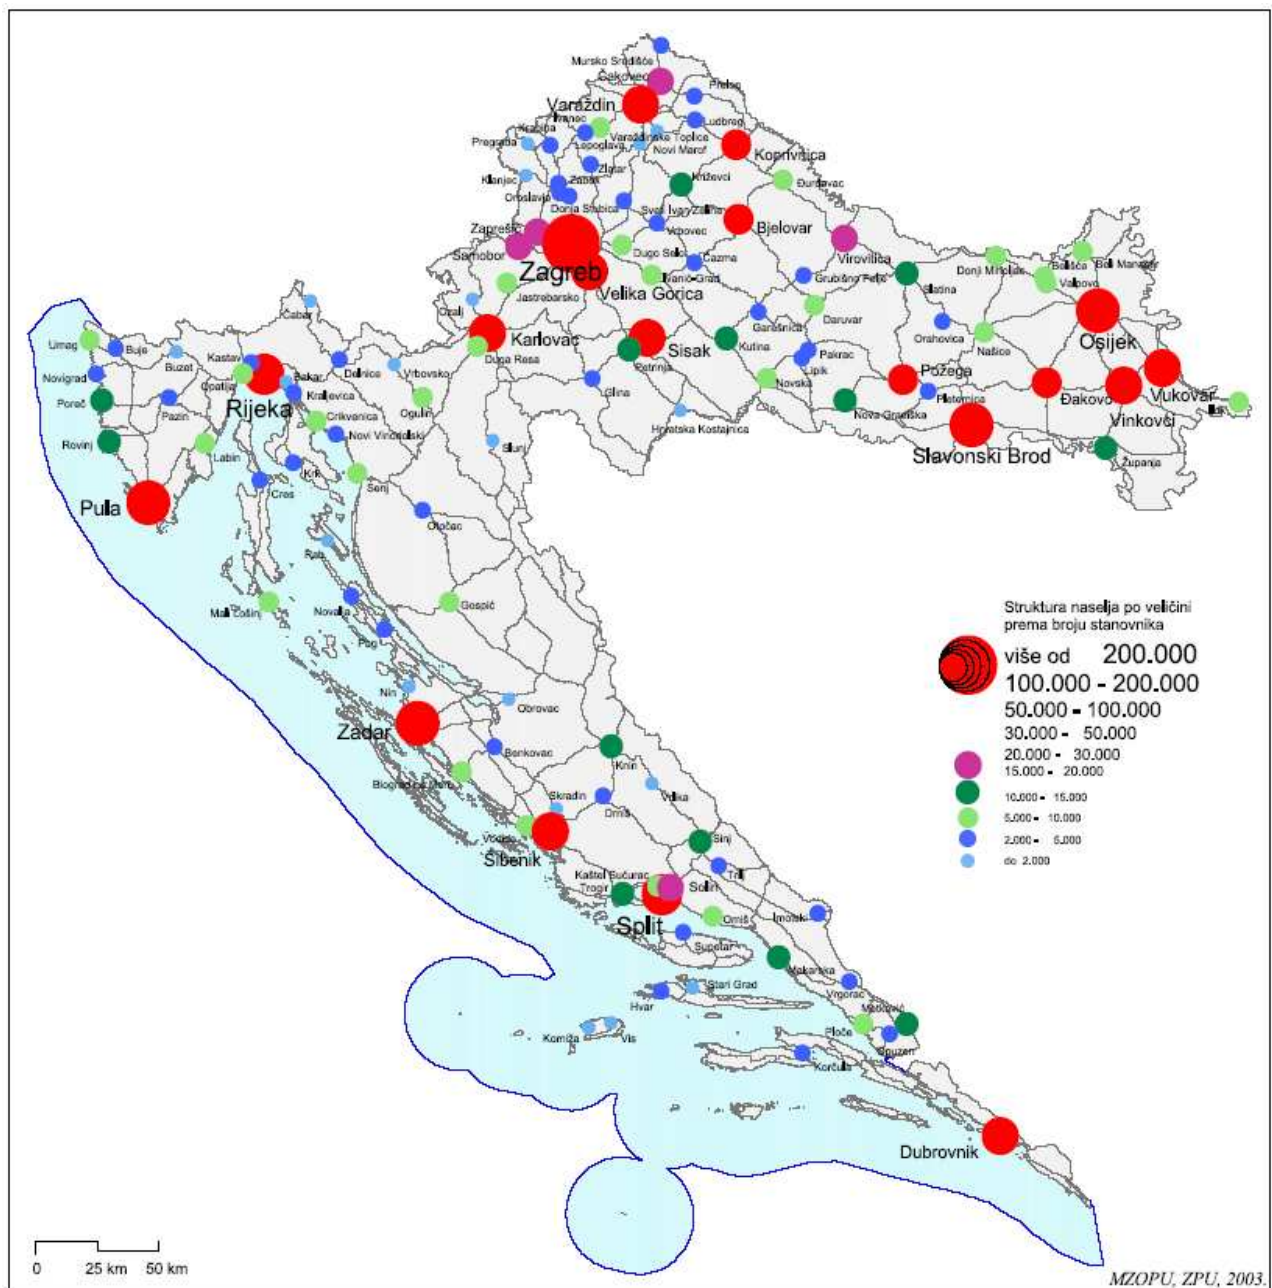 Mursko Središće
Čakovec
Prelog
Varaždin
Ivanec
Ludbreg
Krapina
Varaždinske Toplice
Pregrada
Lepoglava
Novi Marof
Koprivnica
Zlatar
Klanjec
Zabok
Križevci
Đurđevac
Oroslavje
Donja Stubica
Sveti Ivan Zelina
Zaprešić
Vrbovec
Bjelovar
Samobor
Dugo Selo
Virovitica
Zagreb
Čazma
Donji Miholjac
Belišće
Beli Manastir
Ivanić-Grad
Grubišno Polje
Slatina
Valpovo
Jastrebarsko
Velika Gorica
Čabar
Ozalj
Daruvar
Garešnica
Karlovac
Sisak
Kutina
Orahovica
Našice
Osijek
Umag
Buje
Kastav
Duga Resa
Petrinja
Pakrac
Buzet
Delnice
Vrbovsko
Lipik
Požega
Novigrad
Opatija
Bakar
Glina
Novska
Vukovar
Rijeka
Kraljevica
Pleternica
Đakovo
Poreč
Pazin
Ogulin
Nova Gradiška
Vinkovci
Ilok
Crikvenica
Hrvatska Kostajnica
Rovinj
Novi Vinodolski
Slunj
Slavonski Brod
Labin
Županja
Krk
Senj
Cres
Pula
Otočac
Rab
Gospić
Mali Lošinj
Novalja
Pag
Nin
Obrovac
Zadar
Benkovac
Knin
Biograd na Moru
Skradin
Vrlika
Drniš
Vodice
Sinj
Šibenik
Kaštel Sućurac
Trilj
Trogir
Solin
Split
Omiš
Imotski
Supetar
Makarska
Stari Grad
Vrgorac
Hvar
Metković
Komiža
Vis
Ploče
Opuzen
Korčula
Dubrovnik
Struktura naselja po veličini
prema broju stanovnika
više od 200.000
100.000 - 200.000
50.000 - 100.000
30.000 - 50.000
20.000 - 30.000
15.000 - 20.000
10.000 - 15.000
5.000 - 10.000
2.000 - 5.000
do 2.000
0 25 km 50 km
MZOPU, ZPU, 2003.